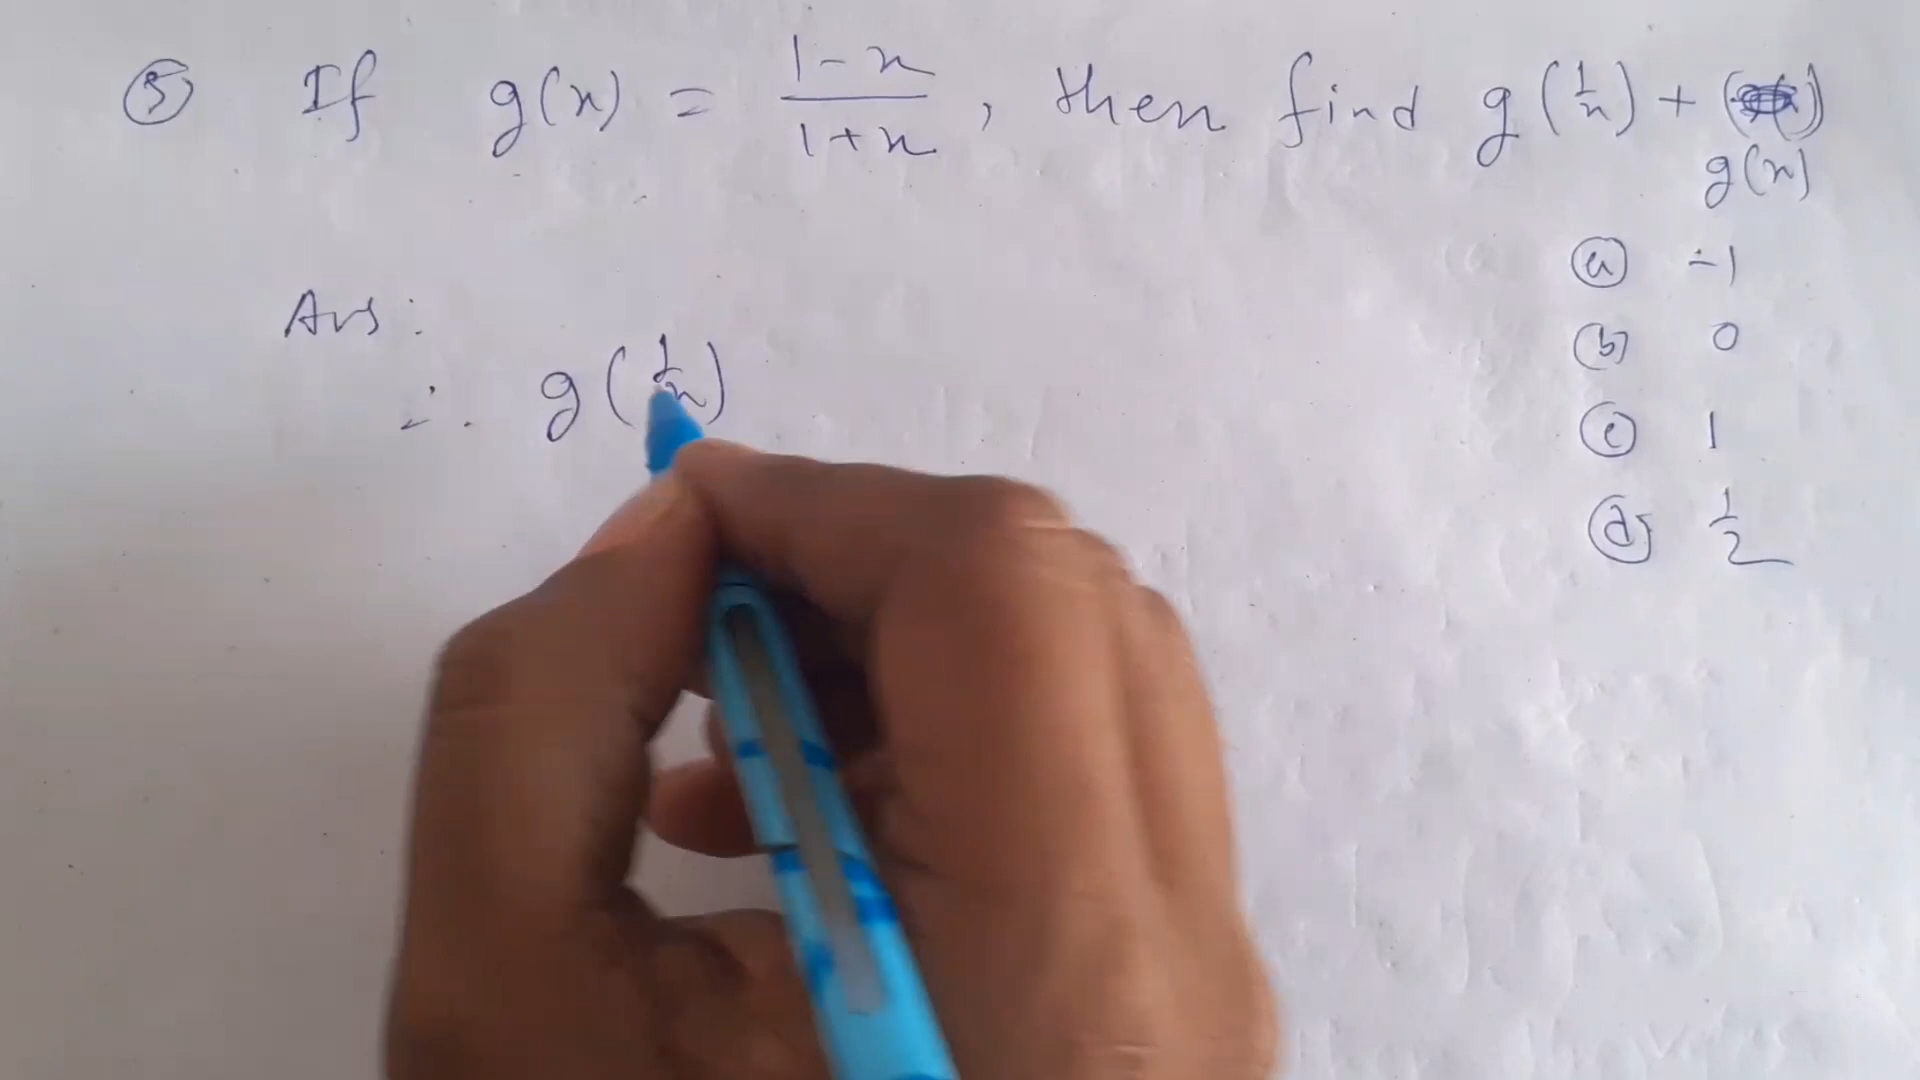 ⑤ If g(x) = 1-x/1+x, then find g(1/x) +
g(x)
ⓐ -1
ⓑ 0
ⓒ 1
ⓓ 1/2
Ans:
∴ g(1/x)